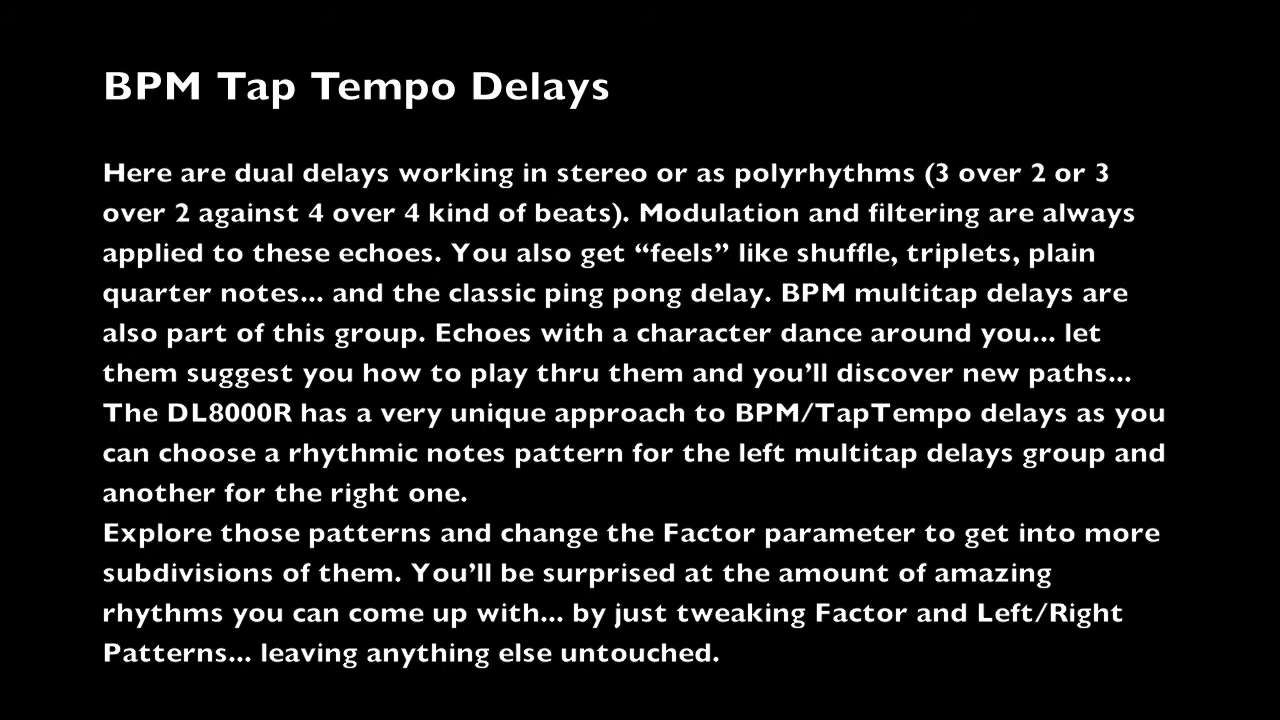 BPM Tap Tempo Delays
Here are dual delays working in stereo or as polyrhythms (3 over 2 or 3
over 2 against 4 over 4 kind of beats). Modulation and filtering are always
applied to these echoes. You also get “feels” like shuffle, triplets, plain
quarter notes... and the classic ping pong delay. BPM multitap delays are
also part of this group. Echoes with a character dance around you... let
them suggest you how to play thru them and you’ll discover new paths...
The DL8000R has a very unique approach to BPM/TapTempo delays as you
can choose a rhythmic notes pattern for the left multitap delays group and
another for the right one.
Explore those patterns and change the Factor parameter to get into more
subdivisions of them. You’ll be surprised at the amount of amazing
rhythms you can come up with... by just tweaking Factor and Left/Right
Patterns... leaving anything else untouched.